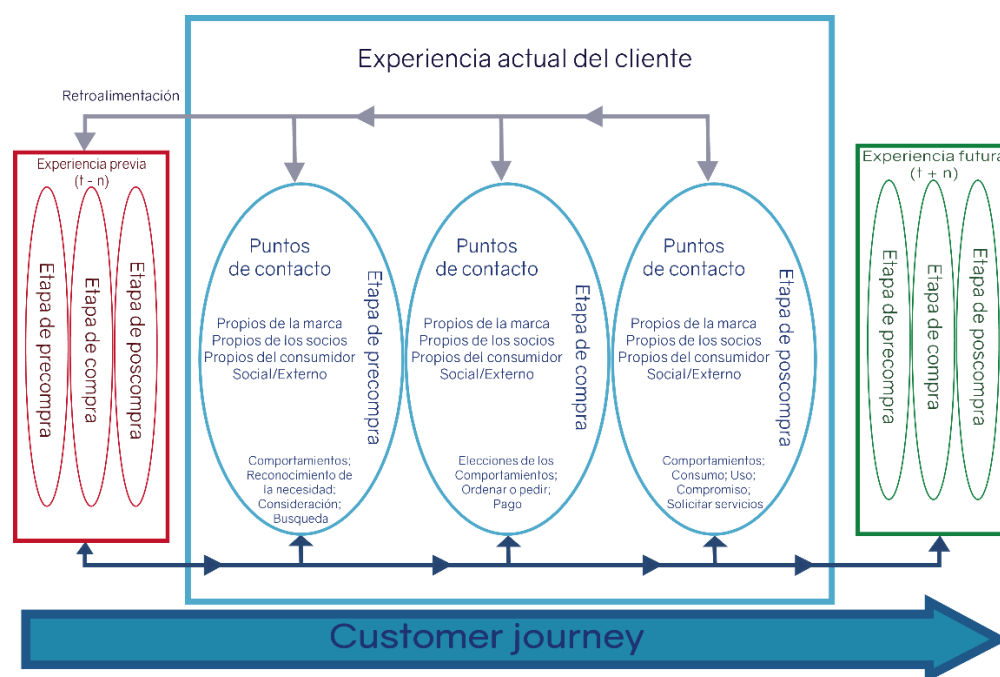 Experiencia actual del cliente
Retroalimentación
Experiencia previa
(t - n)
Etapa de precompra
Etapa de compra
Etapa de poscompra
Puntos
de contacto
Propios de la marca
Propios de los socios
Propios del consumidor
Social/Externo
Etapa de precompra
Comportamientos;
Reconocimiento de
la necesidad;
Consideración;
Busqueda
Puntos
de contacto
Propios de la marca
Propios de los socios
Propios del consumidor
Social/Externo
Etapa de compra
Elecciones de los
Comportamientos;
Ordenar o pedir;
Pago
Puntos
de contacto
Propios de la marca
Propios de los socios
Propios del consumidor
Social/Externo
Etapa de poscompra
Comportamientos;
Consumo; Uso;
Compromiso;
Solicitar servicios
Experiencia futura
(t + n)
Etapa de precompra
Etapa de compra
Etapa de poscompra
Customer journey